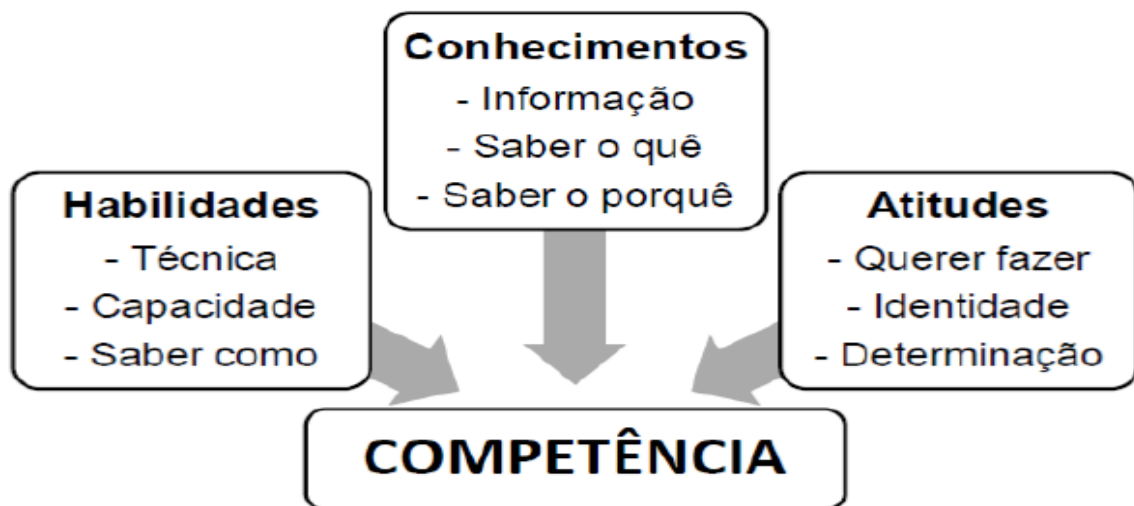 Conhecimentos
- Informação
- Saber o quê
- Saber o porquê
Habilidades
- Técnica
- Capacidade
- Saber como
Atitudes
- Querer fazer
- Identidade
- Determinação
COMPETÊNCIA